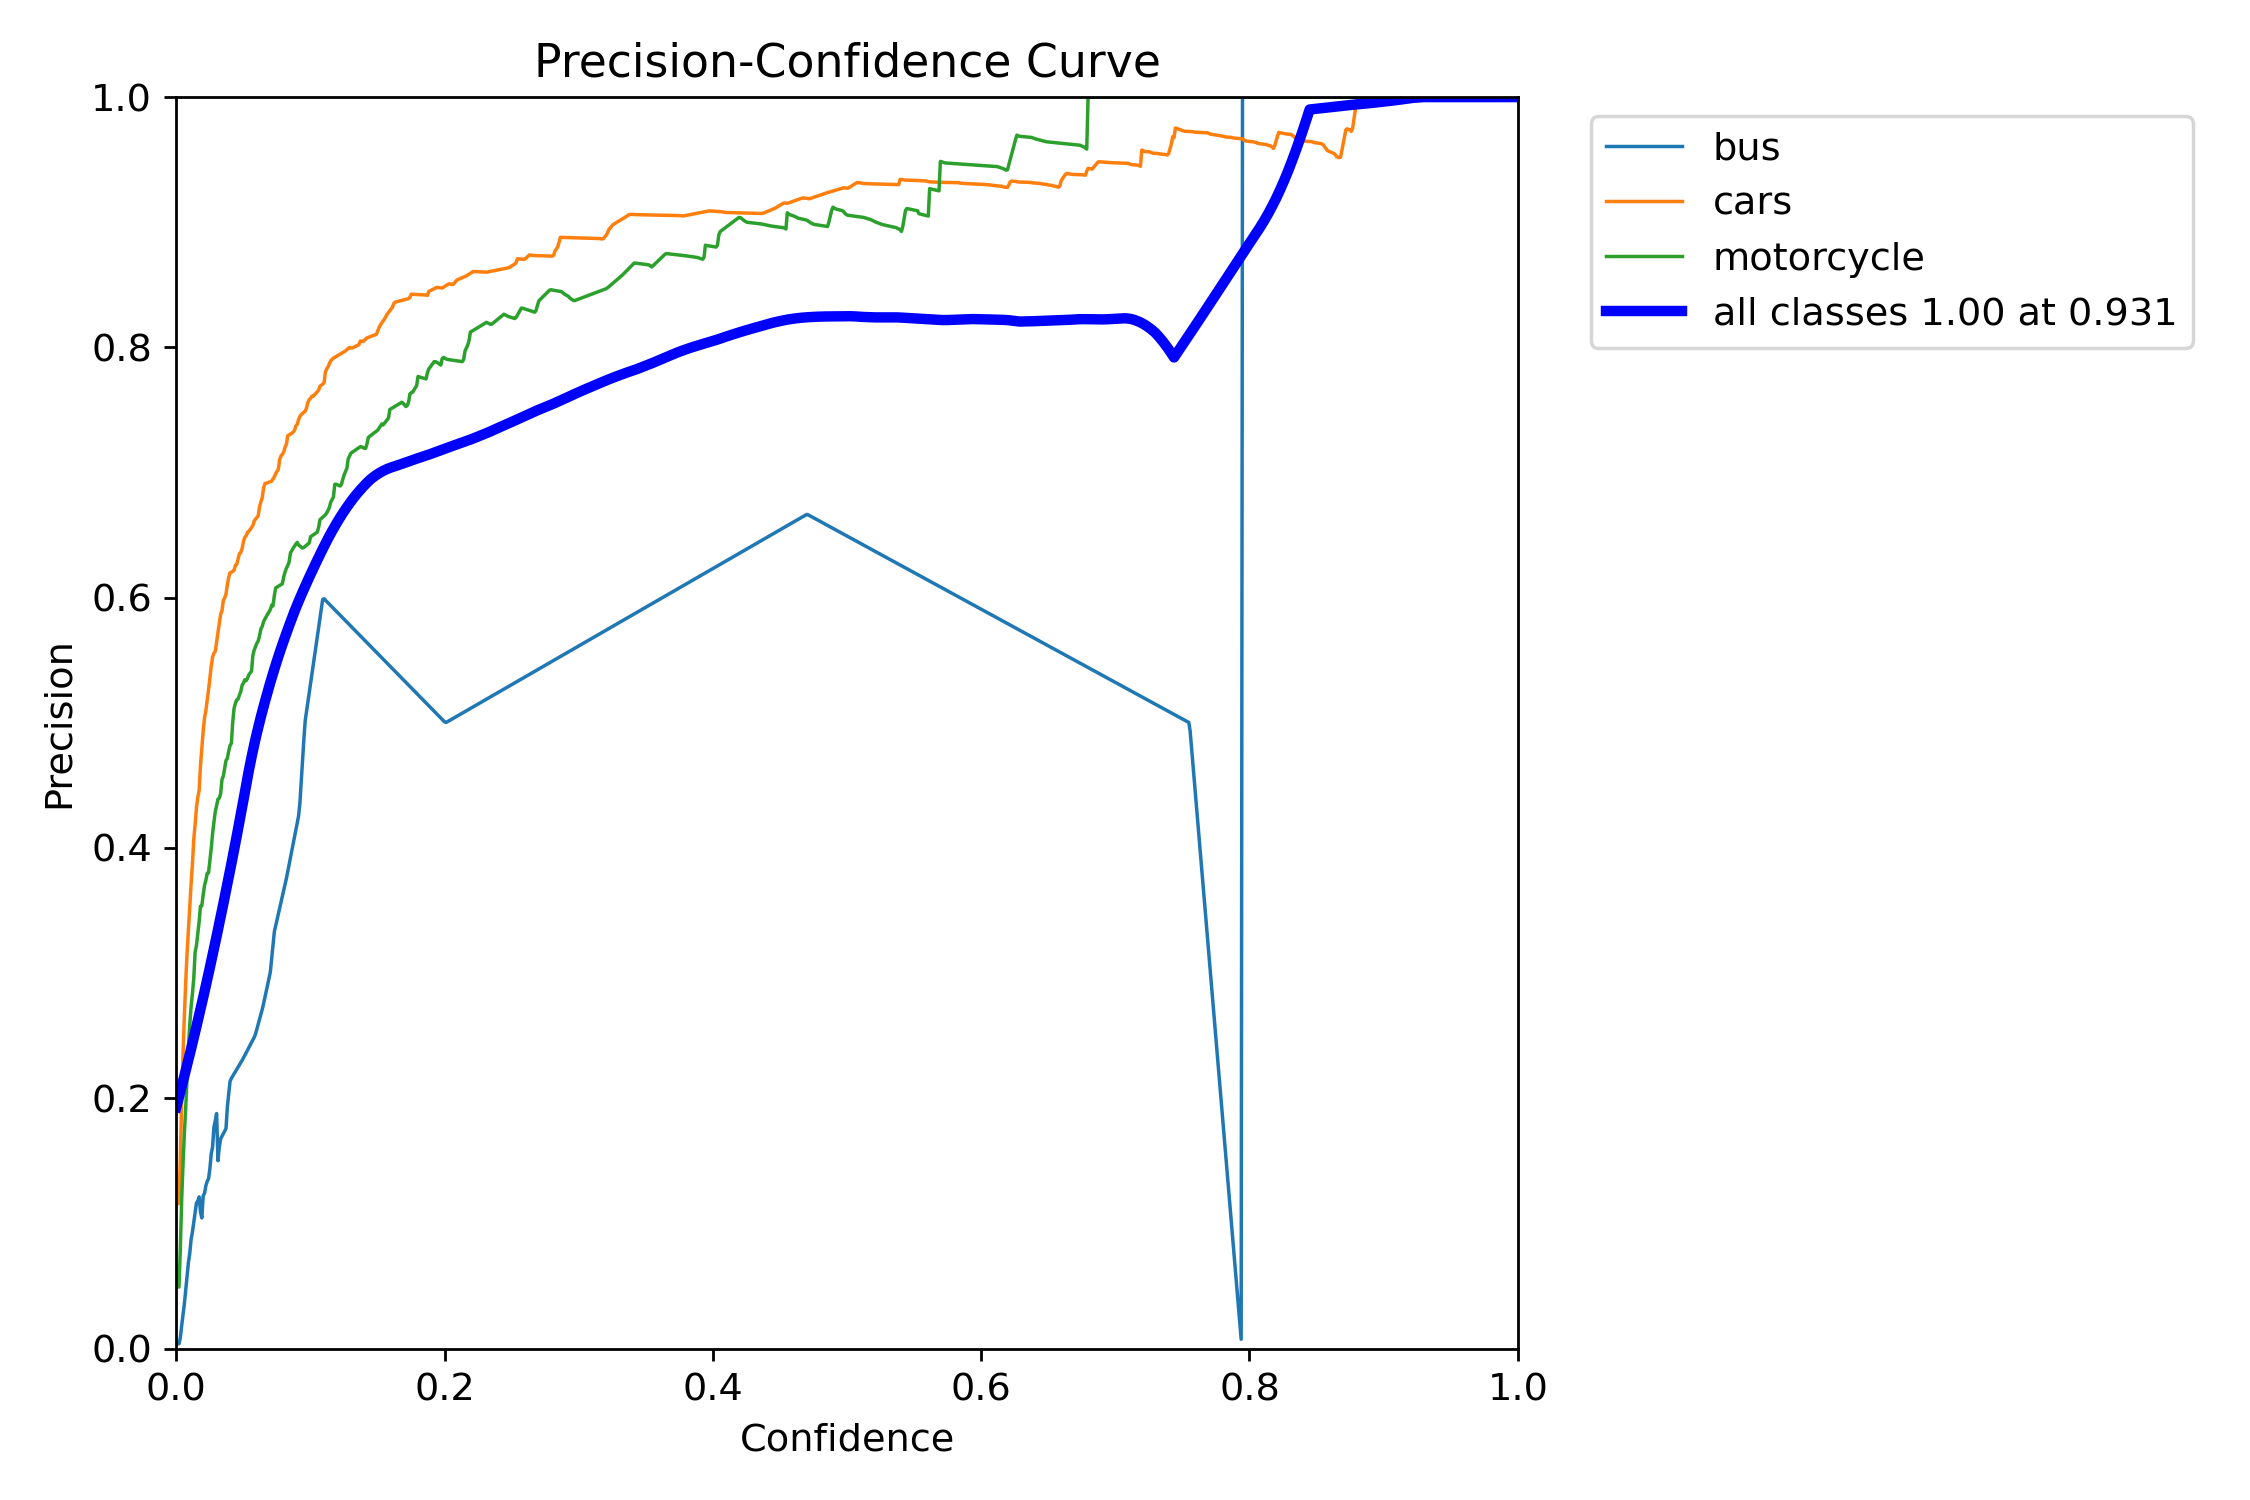 Precision-Confidence Curve
1.0
0.8
0.6
0.4
0.2
0.0
Precision
0.0 0.2 0.4 0.6 0.8 1.0
Confidence
bus
cars
motorcycle
all classes 1.00 at 0.931